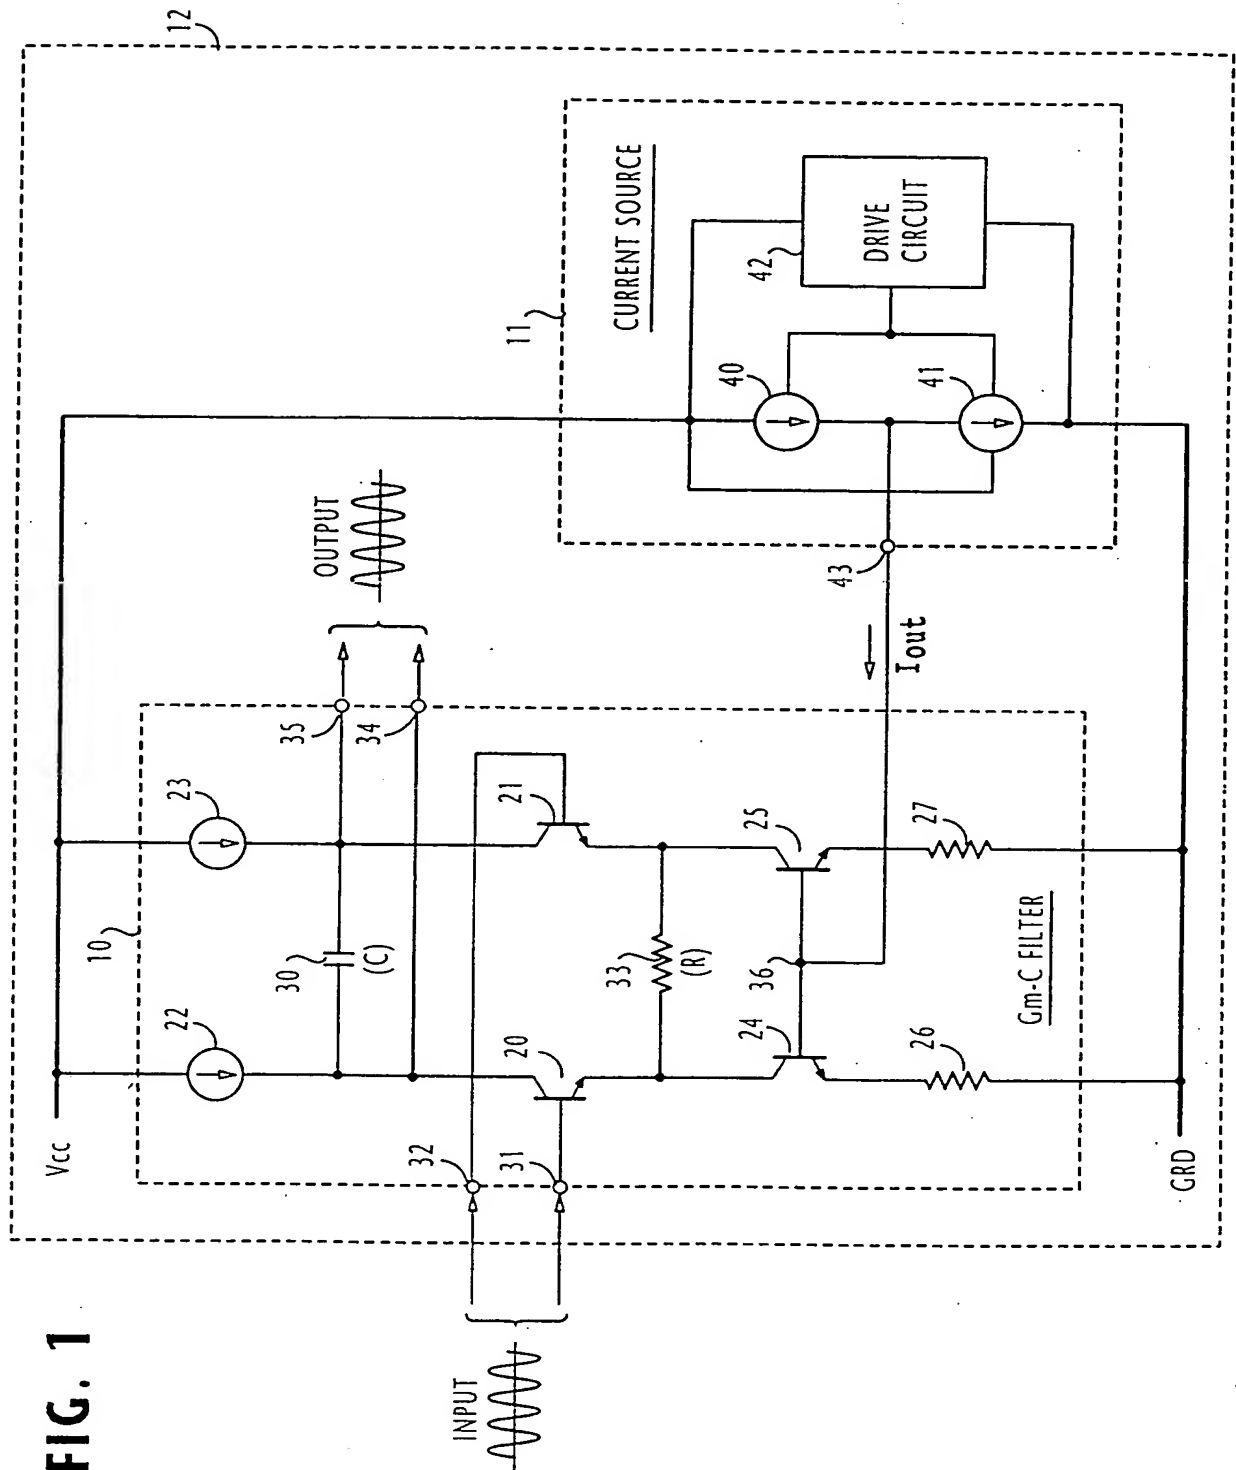 FIG. 1
12
Vcc
10
22
23
30
(C)
35
34
OUTPUT
INPUT
32
31
20
21
33
(R)
24
36
25
26
27
Gm-C FILTER
GRD
Iout
43
11
CURRENT SOURCE
40
41
42
DRIVE
CIRCUIT